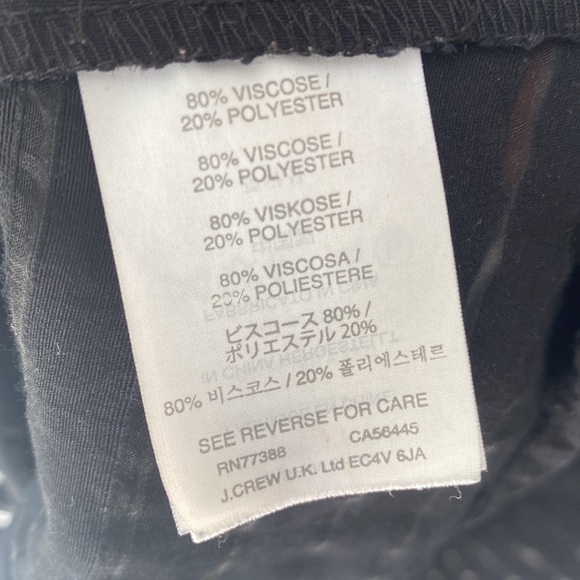 80% VISCOSE /
20% POLYESTER
80% VISCOSE /
20% POLYESTER
80% VISKOSE /
20% POLYESTER
80% VISCOSA /
20% POLIESTERE
ビスコース 80% /
ポリエステル 20%
80% 비스코스 / 20% 폴리에스테르
SEE REVERSE FOR CARE
RN77388 CA56445
J.CREW U.K. Ltd EC4V 6JA